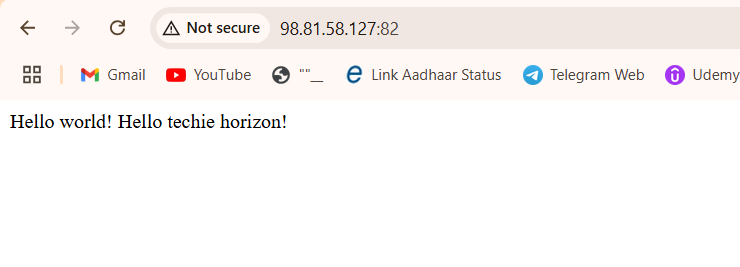 Not secure 98.81.58.127:82
Gmail YouTube ""__ Link Aadhaar Status Telegram Web Udemy
Hello world! Hello techie horizon!